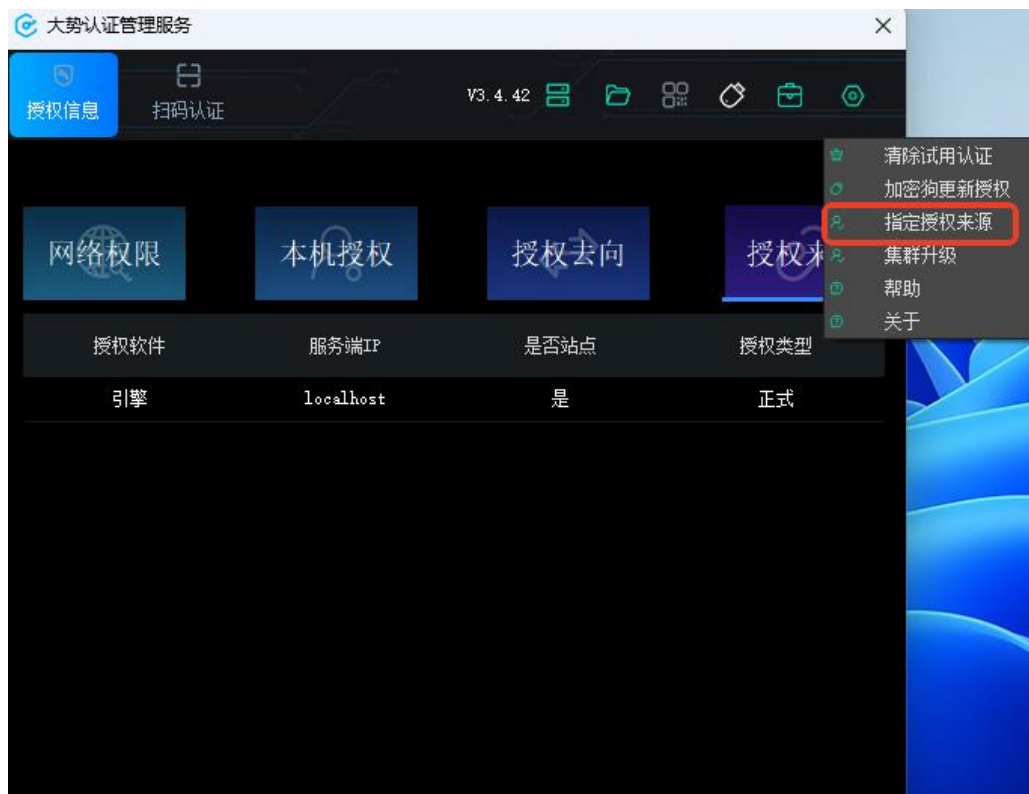 大势认证管理服务
授权信息
扫码认证
V3.4.42
清除试用认证
加密狗更新授权
指定授权来源
集群升级
帮助
关于
网络权限
本机授权
授权去向
授权来
授权软件 服务端IP 是否站点 授权类型
引擎 localhost 是 正式